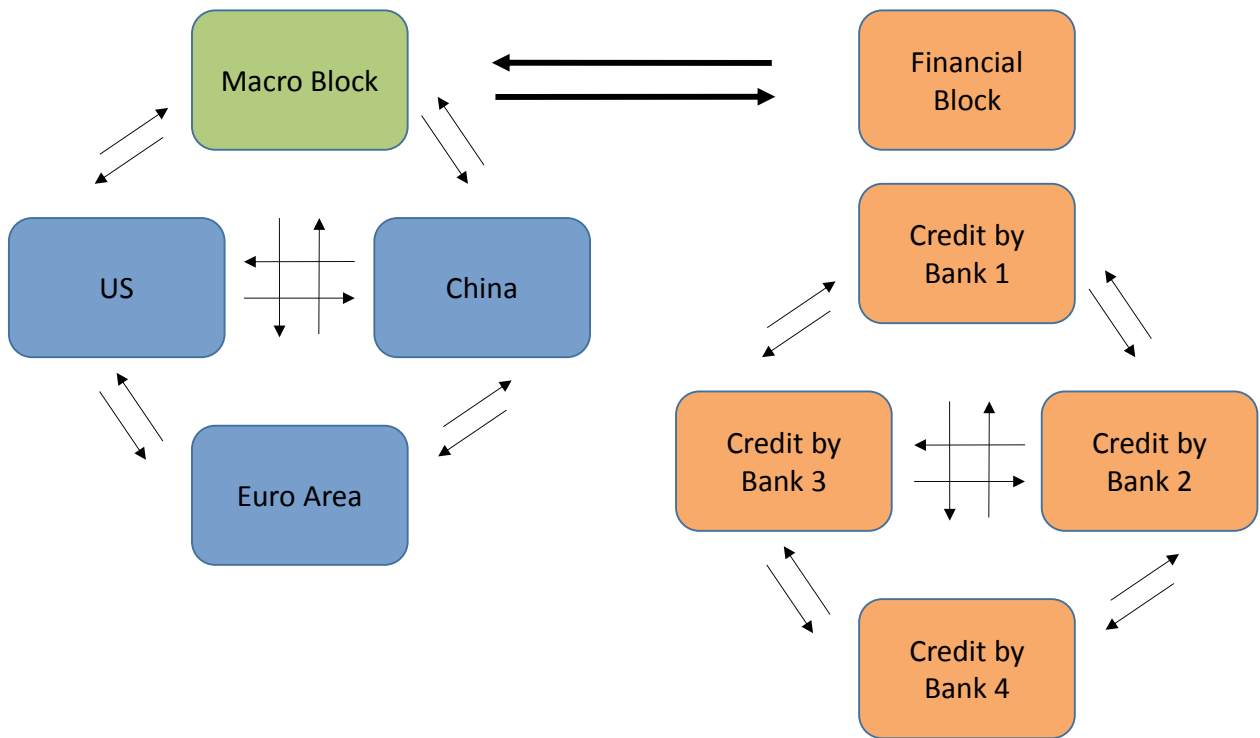 Macro Block
Financial
Block
US
China
Credit by
Bank 1
Euro Area
Credit by
Bank 3
Credit by
Bank 2
Credit by
Bank 4